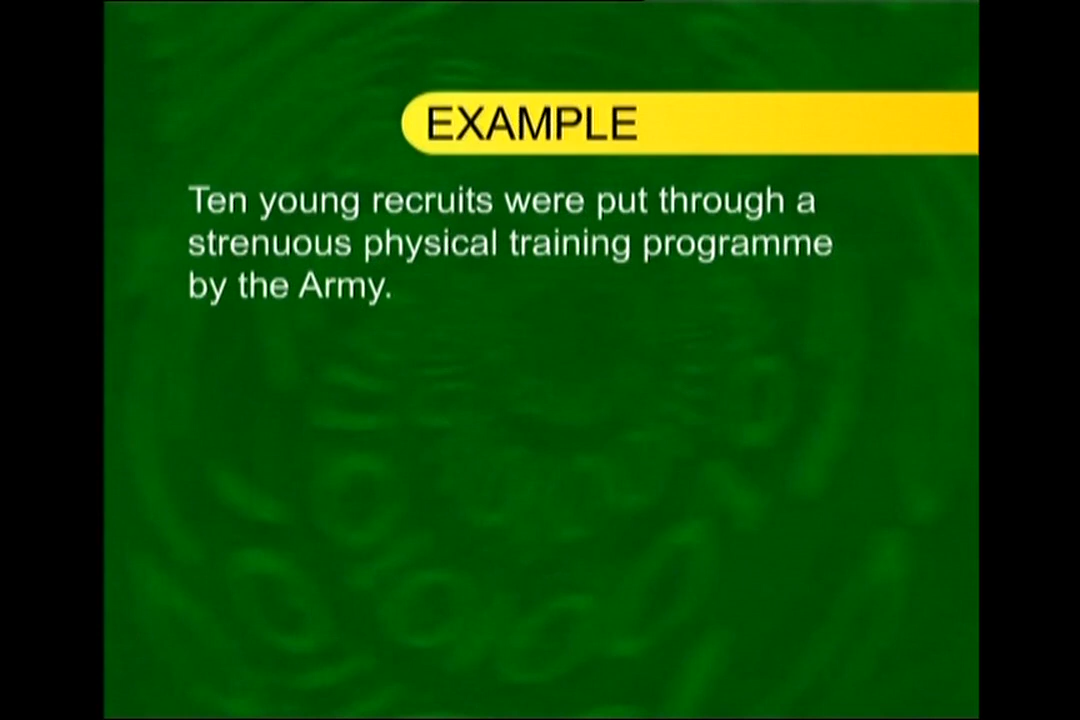 EXAMPLE
Ten young recruits were put through a
strenuous physical training programme
by the Army.